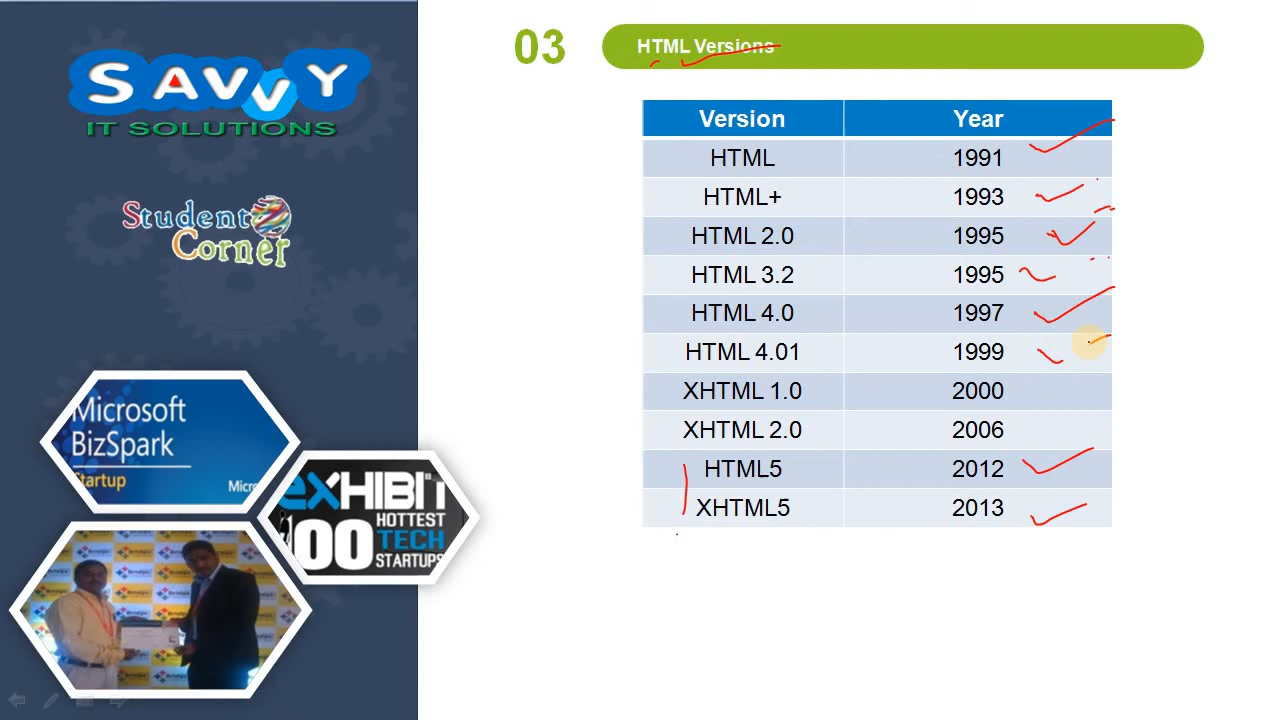 SAVVY
IT SOLUTIONS
Student
Corner
Microsoft
BizSpark
Startup
Micro
eXHIBIT
100
HOTTEST
TECH
STARTUPS
03
HTML Versions
Version Year
HTML 1991
HTML+ 1993
HTML 2.0 1995
HTML 3.2 1995
HTML 4.0 1997
HTML 4.01 1999
XHTML 1.0 2000
XHTML 2.0 2006
HTML5 2012
XHTML5 2013